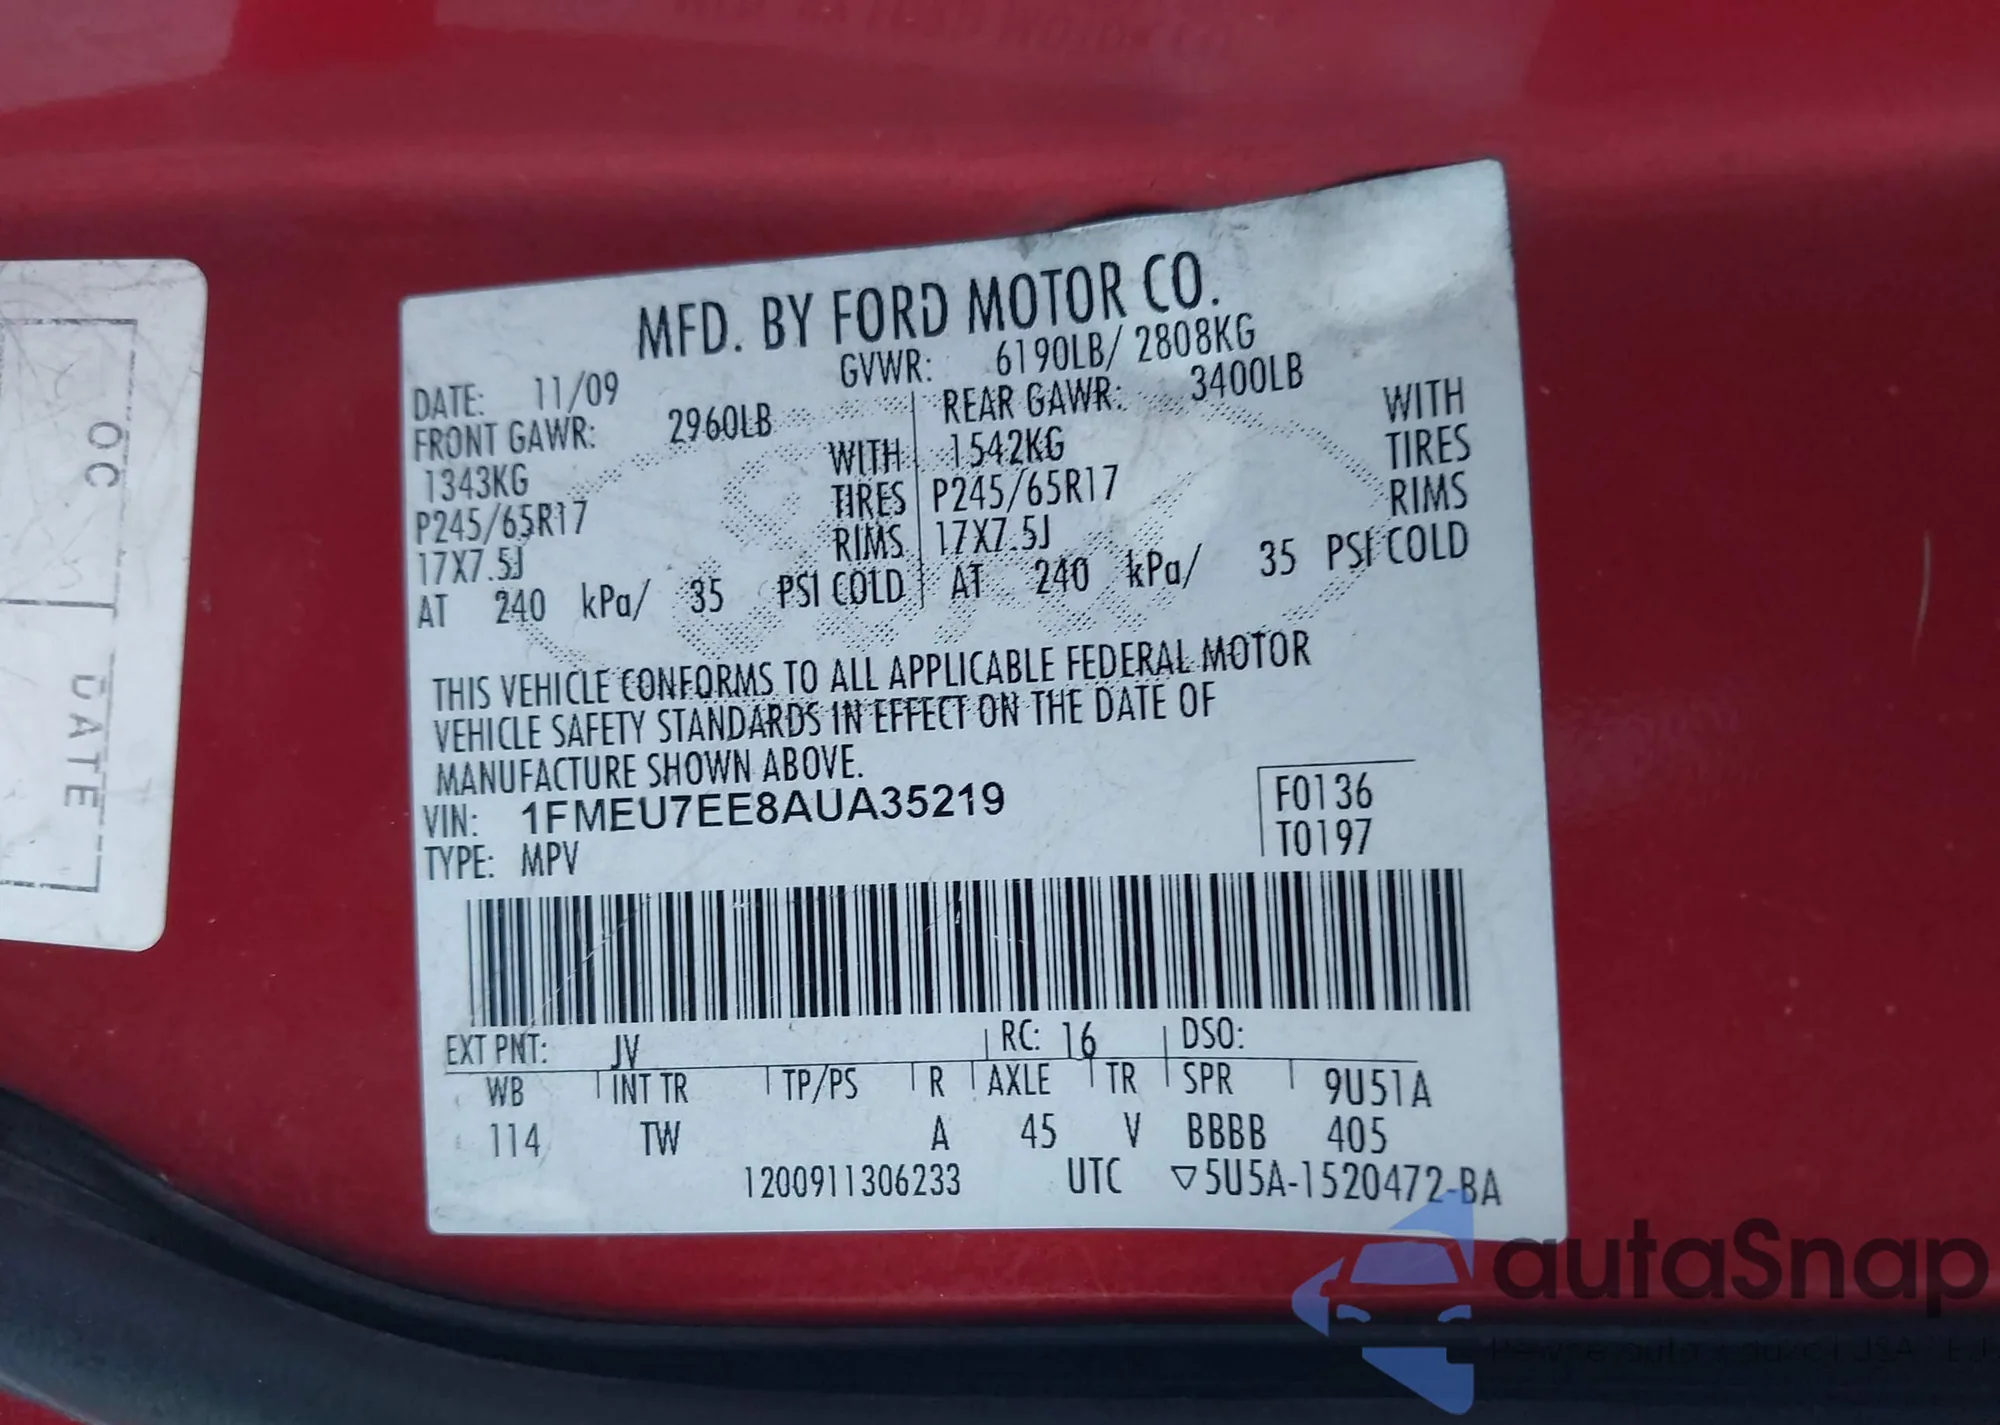 MFD. BY FORD MOTOR CO.
DATE: 11/09 GVWR: 6190LB/ 2808KG
FRONT GAWR: 2960LB REAR GAWR: 3400LB
1343KG WITH 1542KG WITH
P245/65R17 TIRES P245/65R17 TIRES
17X7.5J RIMS 17X7.5J RIMS
AT 240 kPa/ 35 PSI COLD AT 240 kPa/ 35 PSI COLD
THIS VEHICLE CONFORMS TO ALL APPLICABLE FEDERAL MOTOR
VEHICLE SAFETY STANDARDS IN EFFECT ON THE DATE OF
MANUFACTURE SHOWN ABOVE.
VIN: 1FMEU7EE8AUA35219 F0136
TYPE: MPV T0197
EXT PNT: JV RC: 16 DSO:
WB INT TR TP/PS R AXLE TR SPR 9U51A
114 TW A 45 V BBBB 405
1200911306233 UTC ▽5U5A-1520472-BA
OC
DATE
autaSnap